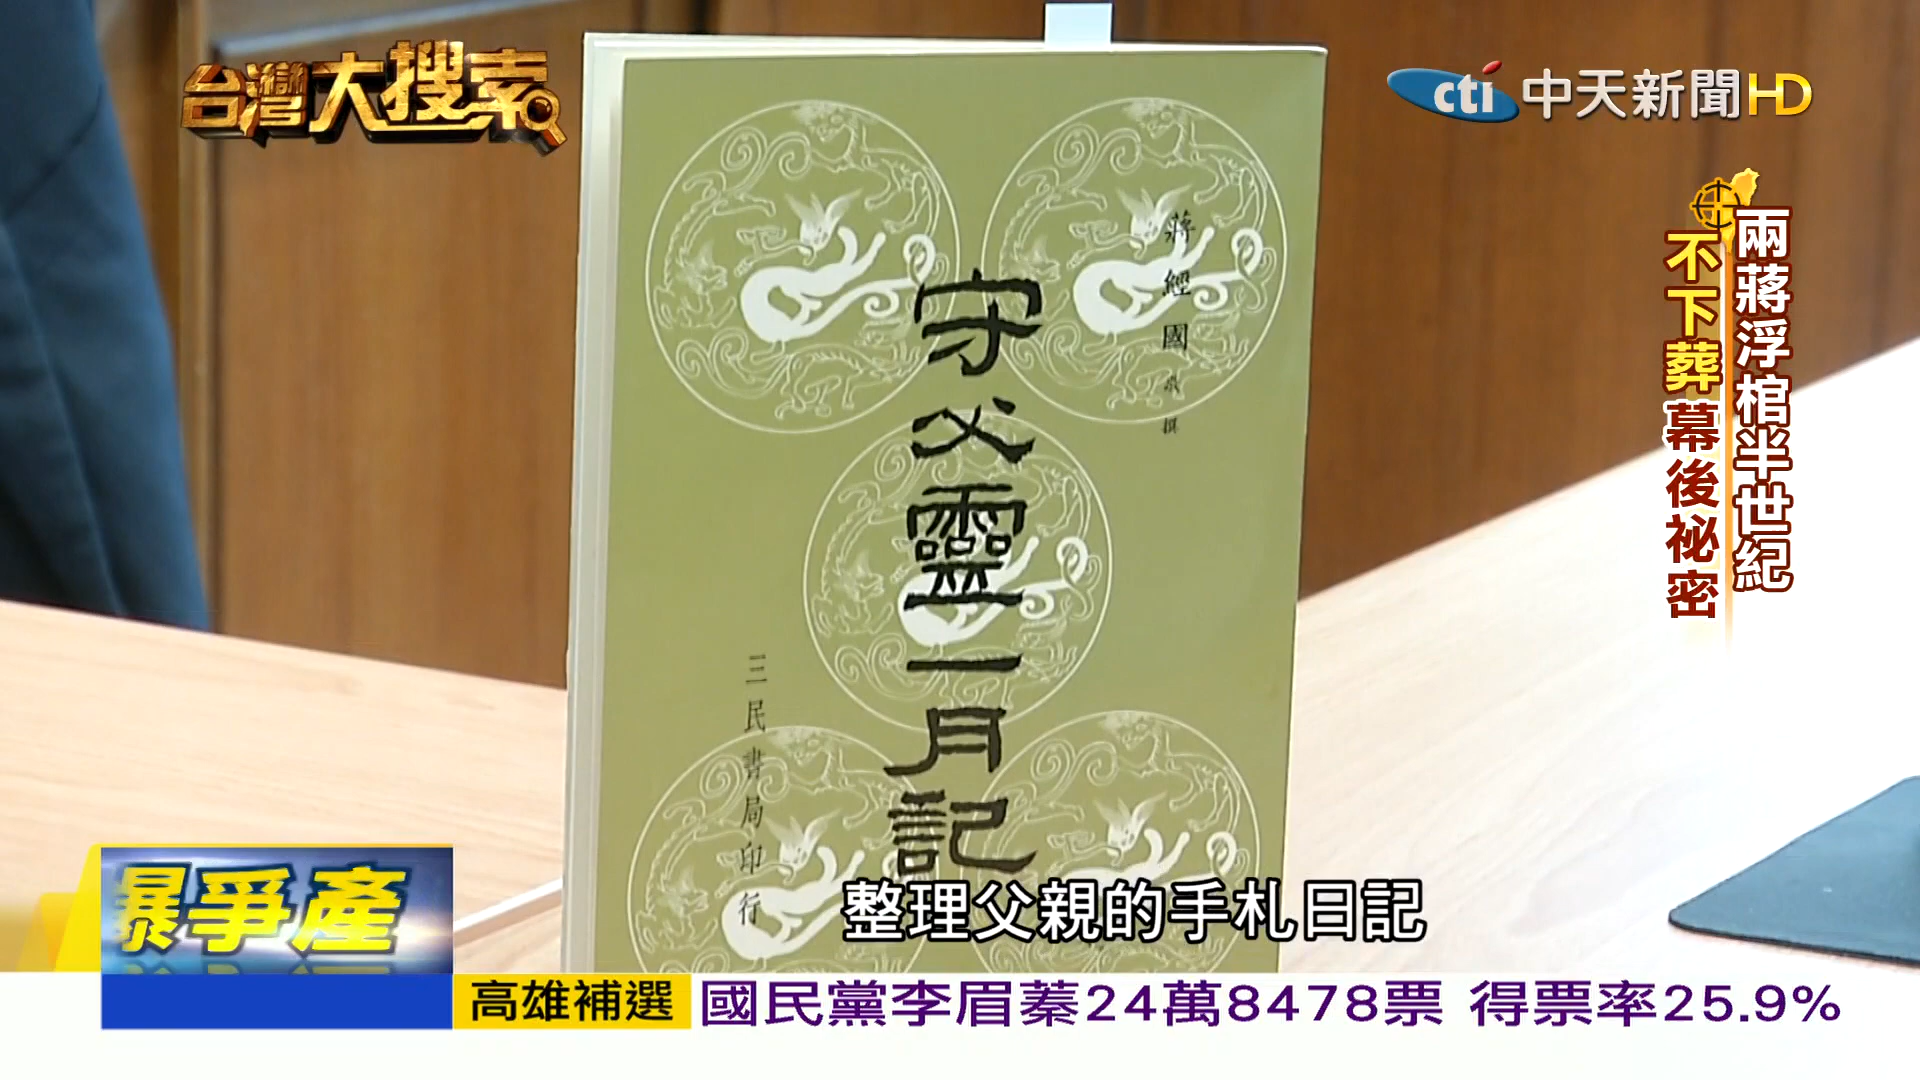 台灣大搜索
cti 中天新聞HD
兩蔣浮棺半世紀
不下葬幕後祕密
蔣經國敬撰
守父靈一月記
三民書局印行
整理父親的手札日記
爭產
高雄補選 國民黨李眉蓁24萬8478票 得票率25.9%